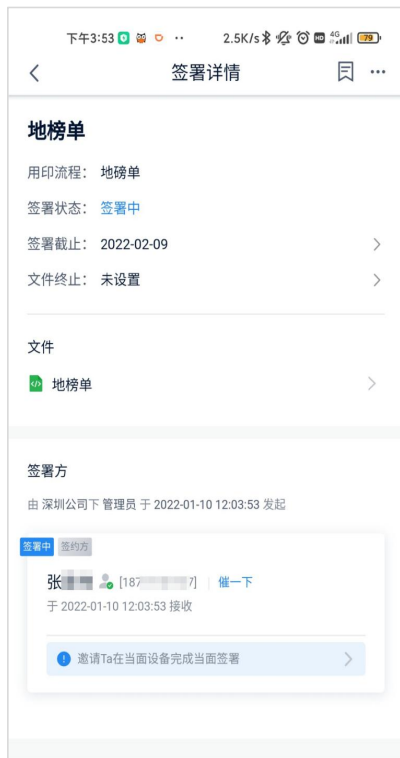 下午3:53 2.5K/s HD 4G 79
签署详情
地榜单
用印流程： 地磅单
签署状态： 签署中
签署截止： 2022-02-09
文件终止： 未设置
文件
地榜单
签署方
由 深圳公司下 管理员 于 2022-01-10 12:03:53 发起
签署中 签约方
张 [187 7] 催一下
于 2022-01-10 12:03:53 接收
邀请Ta在当面设备完成当面签署